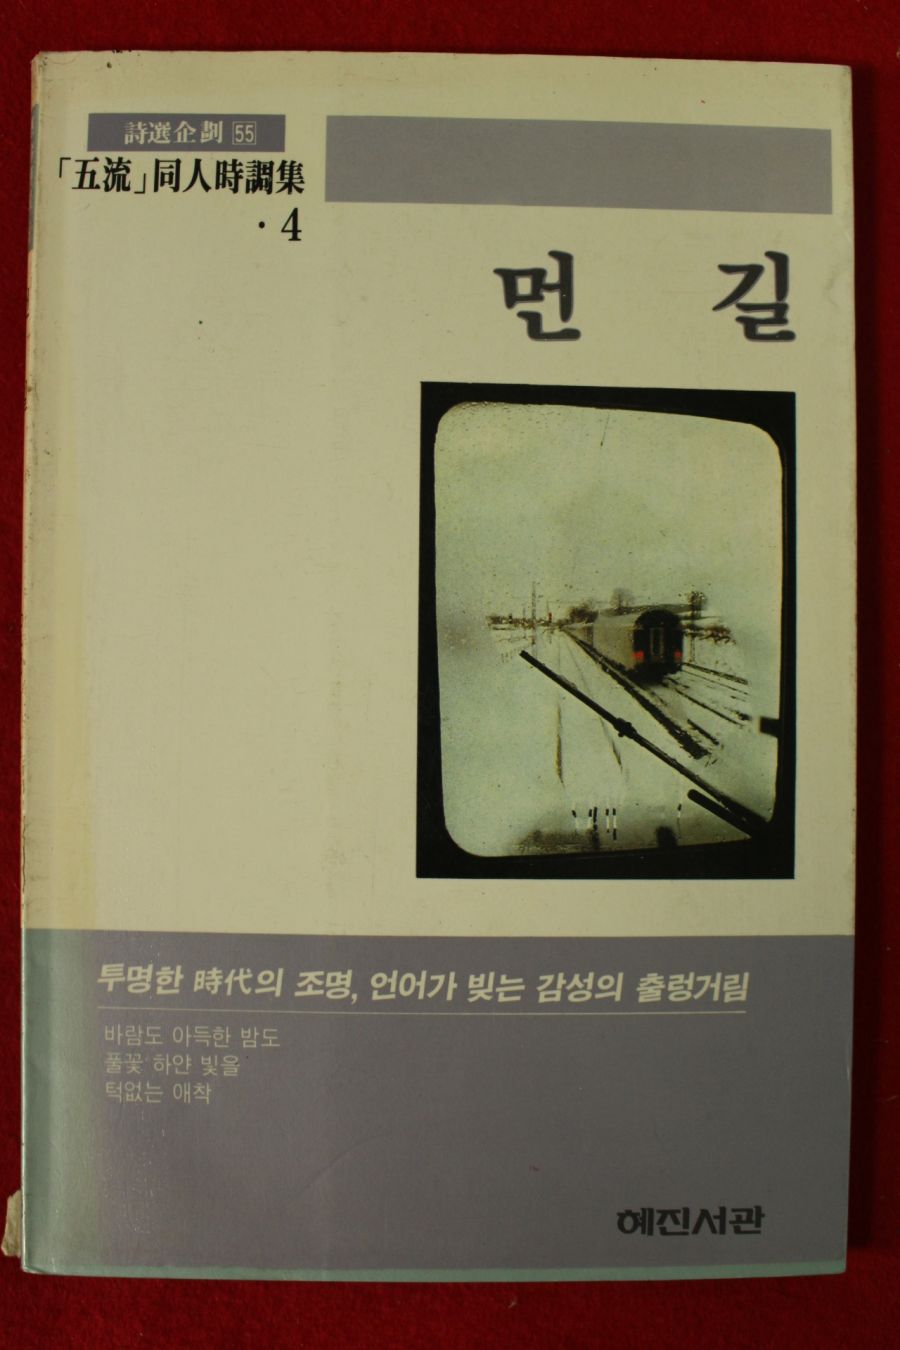 詩選企劃 55
「五流」同人時調集
· 4
먼 길
투명한 時代의 조명, 언어가 빚는 감성의 출렁거림
바람도 아득한 밤도
풀꽃 하얀 빛을
턱없는 애착
혜진서관